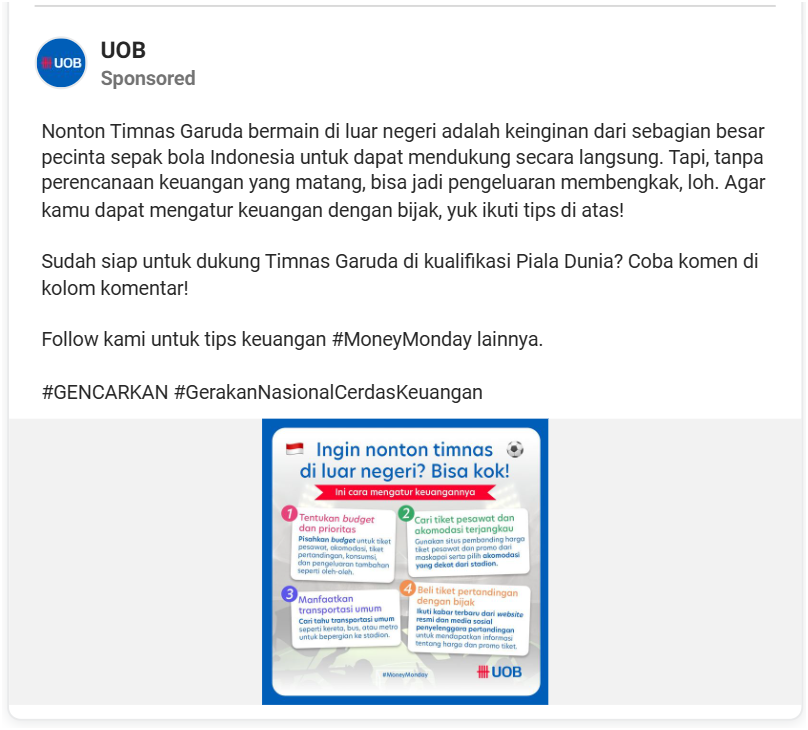 UOB
UOB
Sponsored
Nonton Timnas Garuda bermain di luar negeri adalah keinginan dari sebagian besar
pecinta sepak bola Indonesia untuk dapat mendukung secara langsung. Tapi, tanpa
perencanaan keuangan yang matang, bisa jadi pengeluaran membengkak, loh. Agar
kamu dapat mengatur keuangan dengan bijak, yuk ikuti tips di atas!
Sudah siap untuk dukung Timnas Garuda di kualifikasi Piala Dunia? Coba komen di
kolom komentar!
Follow kami untuk tips keuangan #MoneyMonday lainnya.
#GENCARKAN #GerakanNasionalCerdasKeuangan
Ingin nonton timnas
di luar negeri? Bisa kok!
Ini cara mengatur keuangannya
1 Tentukan budget
dan prioritas
Pisahkan budget untuk tiket
pesawat, akomodasi, tiket
pertandingan, konsumsi,
dan pengeluaran tambahan
seperti oleh-oleh.
2 Cari tiket pesawat dan
akomodasi terjangkau
Gunakan situs pembanding harga
tiket pesawat dan promo dari
maskapai serta pilih akomodasi
yang dekat dari stadion.
3 Manfaatkan
transportasi umum
Cari tahu transportasi umum
seperti kereta, bus, atau metro
untuk bepergian ke stadion.
4 Beli tiket pertandingan
dengan bijak
Ikuti kabar terbaru dari website
resmi dan media sosial
penyelenggara pertandingan
untuk mendapatkan informasi
tentang harga dan promo tiket.
#MoneyMonday
UOB